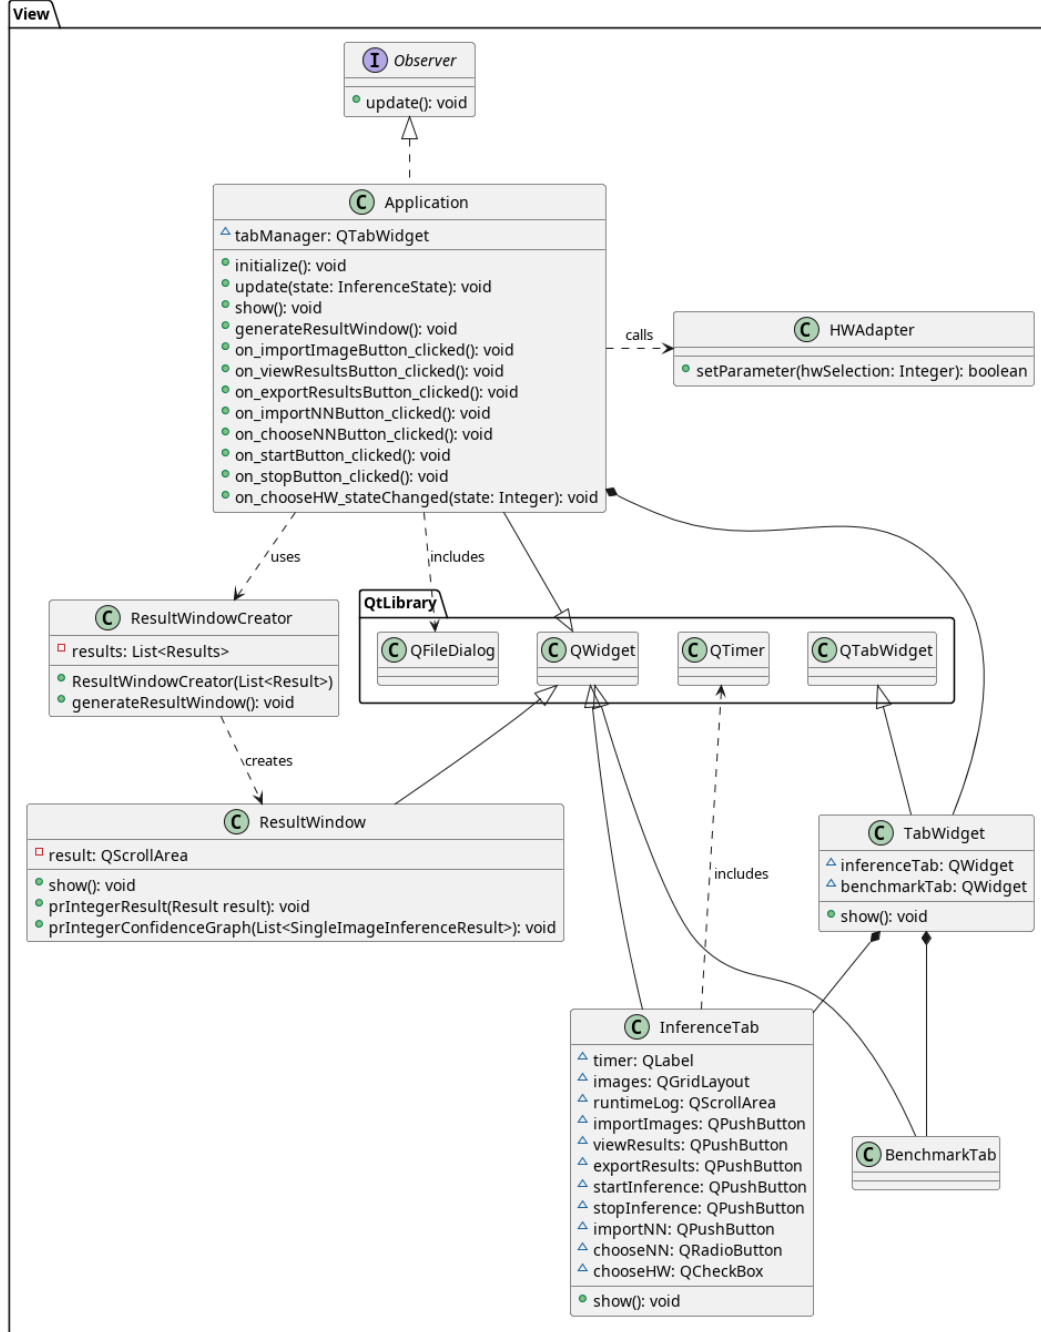 View
I Observer
update(): void
C Application
tabManager: QTabWidget
initialize(): void
update(state: InferenceState): void
show(): void
generateResultWindow(): void
on_importImageButton_clicked(): void
on_viewResultsButton_clicked(): void
on_exportResultsButton_clicked(): void
on_importNNButton_clicked(): void
on_chooseNNButton_clicked(): void
on_startButton_clicked(): void
on_stopButton_clicked(): void
on_chooseHW_stateChanged(state: Integer): void
calls
C HWAdapter
setParameter(hwSelection: Integer): boolean
uses
includes
C ResultWindowCreator
results: List<Results>
ResultWindowCreator(List<Result>)
generateResultWindow(): void
QtLibrary
C QFileDialog
C QWidget
C QTimer
C QTabWidget
creates
C ResultWindow
result: QScrollArea
show(): void
prIntegerResult(Result result): void
prIntegerConfidenceGraph(List<SingleImageInferenceResult>): void
includes
C TabWidget
inferenceTab: QWidget
benchmarkTab: QWidget
show(): void
C InferenceTab
timer: QLabel
images: QGridLayout
runtimeLog: QScrollArea
importImages: QPushButton
viewResults: QPushButton
exportResults: QPushButton
startInference: QPushButton
stopInference: QPushButton
importNN: QPushButton
chooseNN: QRadioButton
chooseHW: QCheckBox
show(): void
C BenchmarkTab